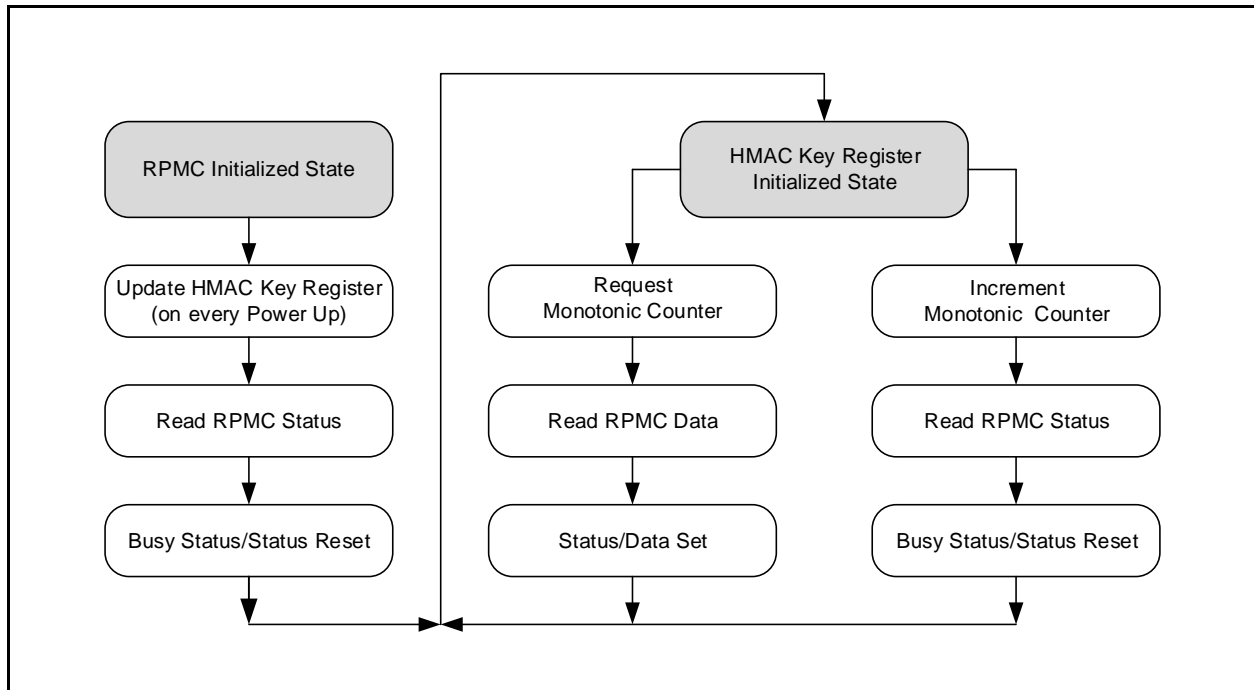 RPMC Initialized State
Update HMAC Key Register
(on every Power Up)
Read RPMC Status
Busy Status/Status Reset
HMAC Key Register
Initialized State
Request
Monotonic Counter
Read RPMC Data
Status/Data Set
Increment
Monotonic Counter
Read RPMC Status
Busy Status/Status Reset